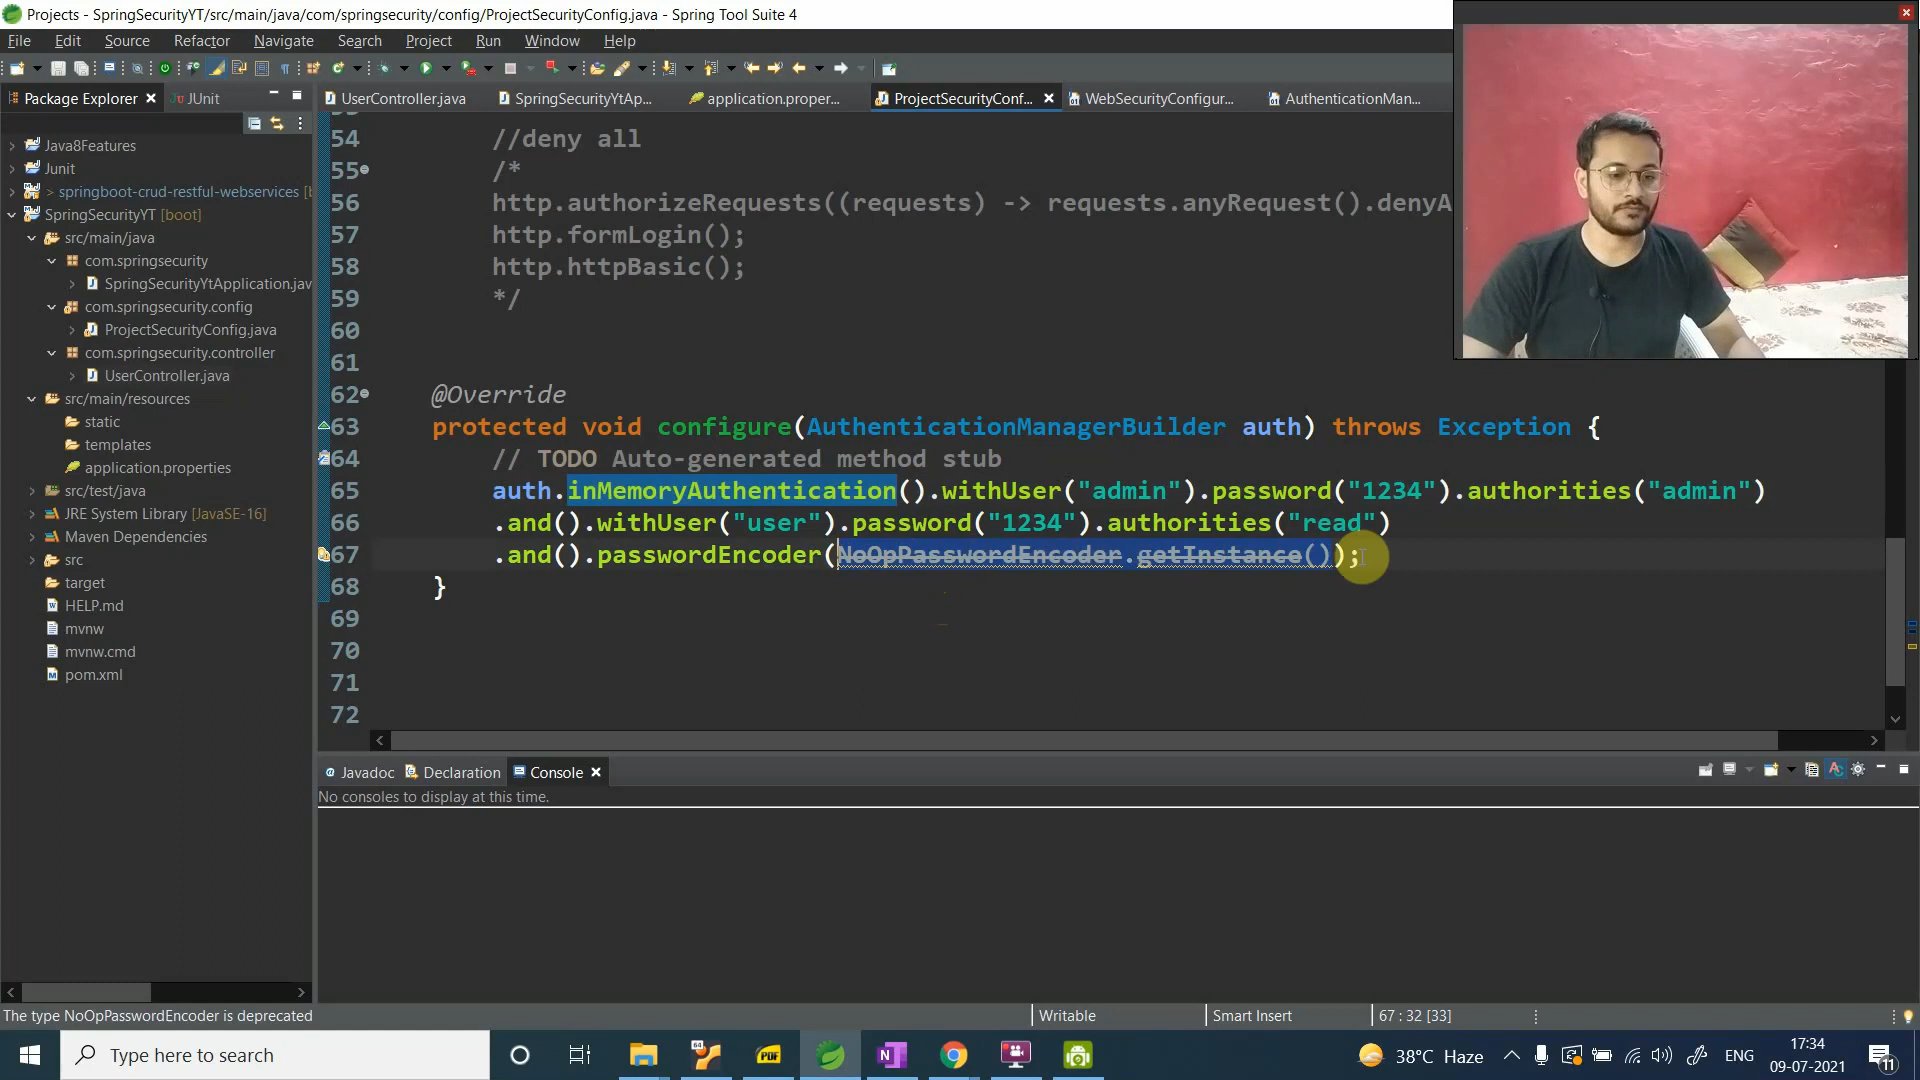 Projects - SpringSecurityYT/src/main/java/com/springsecurity/config/ProjectSecurityConfig.java - Spring Tool Suite 4
File Edit Source Refactor Navigate Search Project Run Window Help
Package Explorer JUnit
UserController.java SpringSecurityYtAp... application.proper... ProjectSecurityConf... WebSecurityConfigur... AuthenticationMan...
Java8Features
Junit
> springboot-crud-restful-webservices [
SpringSecurityYT [boot]
src/main/java
com.springsecurity
SpringSecurityYtApplication.jav
com.springsecurity.config
ProjectSecurityConfig.java
com.springsecurity.controller
UserController.java
src/main/resources
static
templates
application.properties
src/test/java
JRE System Library [JavaSE-16]
Maven Dependencies
src
target
HELP.md
mvnw
mvnw.cmd
pom.xml
54 //deny all
55 /*
56 http.authorizeRequests((requests) -> requests.anyRequest().denyA
57 http.formLogin();
58 http.httpBasic();
59 */
60
61
62 @Override
63 protected void configure(AuthenticationManagerBuilder auth) throws Exception {
64 // TODO Auto-generated method stub
65 auth.inMemoryAuthentication().withUser("admin").password("1234").authorities("admin")
66 .and().withUser("user").password("1234").authorities("read")
67 .and().passwordEncoder(NoOpPasswordEncoder.getInstance());
68 }
69
70
71
72
Javadoc Declaration Console
No consoles to display at this time.
The type NoOpPasswordEncoder is deprecated Writable Smart Insert 67 : 32 [33]
Type here to search 64 PDF 38°C Haze ENG 17:34
09-07-2021 11